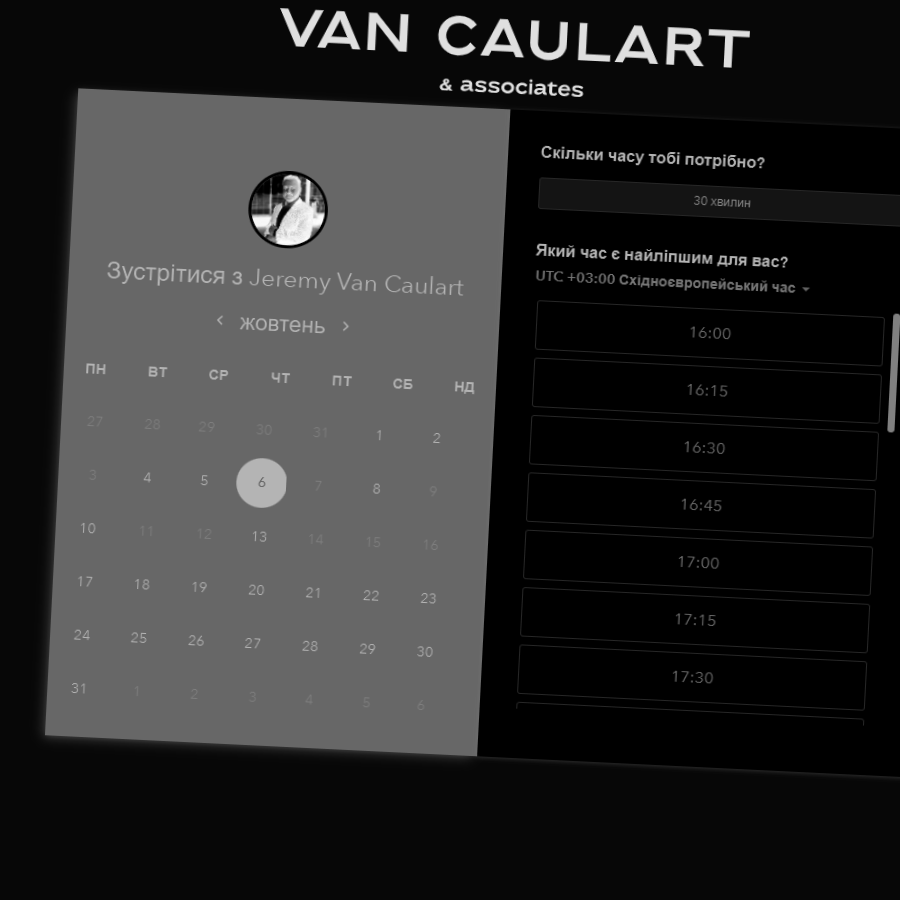 VAN CAULART
& associates
Зустрітися з Jeremy Van Caulart
жовтень
ПН ВТ СР ЧТ ПТ СБ НД
27 28 29 30 31 1 2
3 4 5 6 7 8 9
10 11 12 13 14 15 16
17 18 19 20 21 22 23
24 25 26 27 28 29 30
31 1 2 3 4 5 6
Скільки часу тобі потрібно?
30 хвилин
Який час є найліпшим для вас?
UTC +03:00 Східноєвропейський час
16:00
16:15
16:30
16:45
17:00
17:15
17:30